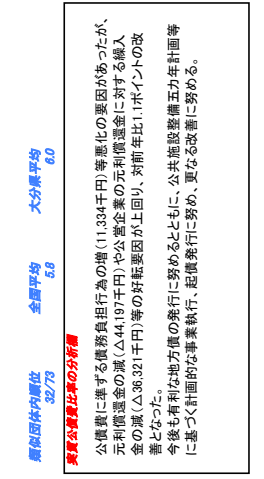 類似団体内順位 全国平均 大分県平均
32/73 5.8 6.0
実質公債費比率の分析欄
公債費に準ずる債務負担行為の増(11,334千円)等悪化の要因があったが、
元利償還金の減(△44,197千円)や公営企業の元利償還金に対する繰入
金の減(△36,321千円)等の好転要因が上回り、対前年比1.1ポイントの改
善となった。
今後も有利な地方債の発行に努めるとともに、公共施設整備五カ年計画等
に基づく計画的な事業執行、起債発行に努め、更なる改善に努める。